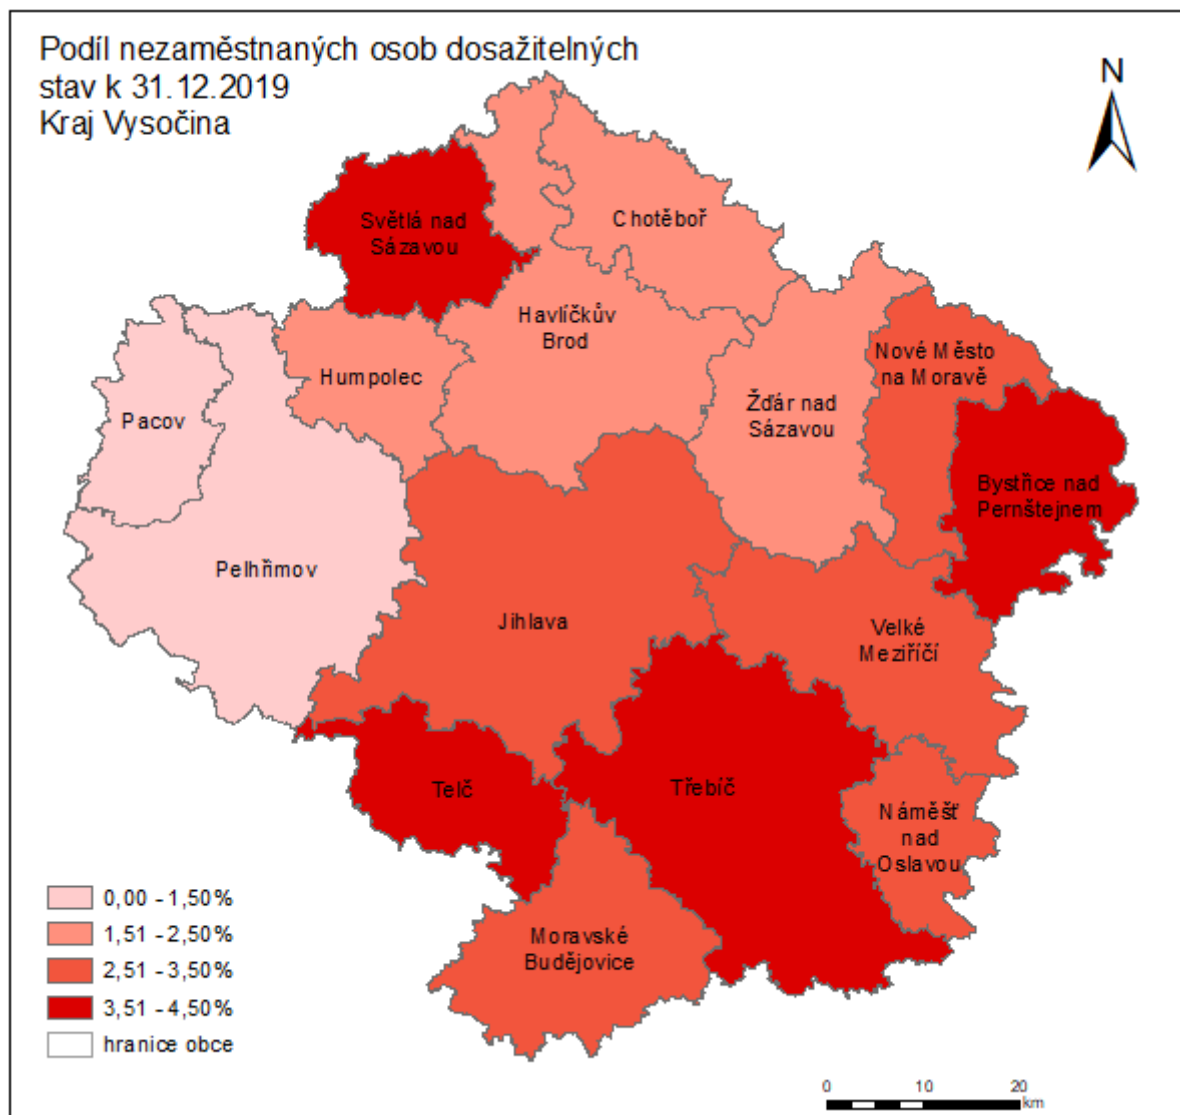 Podíl nezaměstnaných osob dosažitelných
stav k 31.12.2019
Kraj Vysočina
N
Světlá nad
Sázavou
Chotěboř
Havlíčkův
Brod
Humpolec
Pacov
Nové Město
na Moravě
Žďár nad
Sázavou
Bystřice nad
Pernštejnem
Pelhřimov
Jihlava
Velké
Meziříčí
Telč
Třebíč
Náměšť
nad
Oslavou
Moravské
Budějovice
0,00 - 1,50%
1,51 - 2,50%
2,51 - 3,50%
3,51 - 4,50%
hranice obce
0 10 20
km